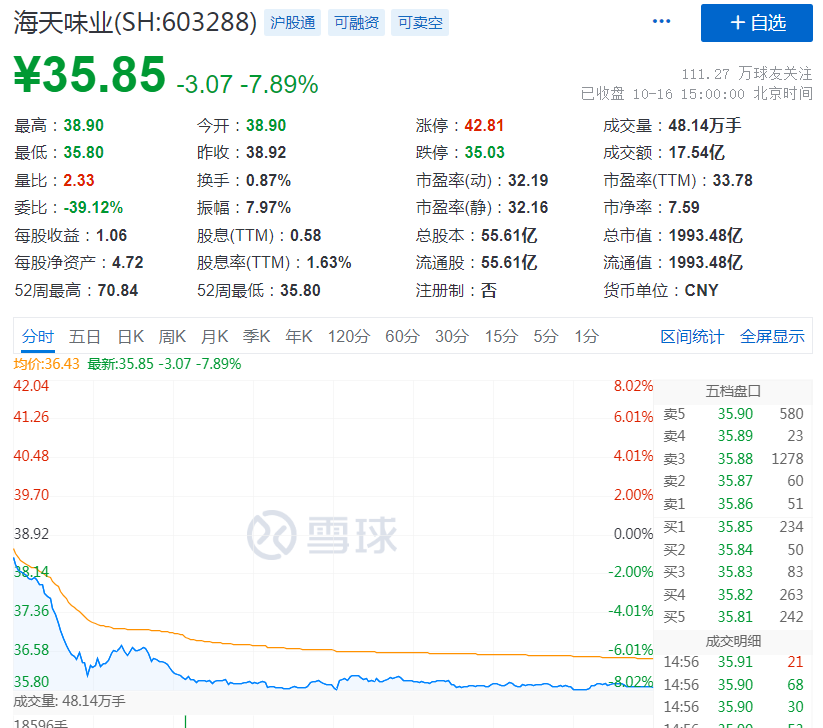 海天味业(SH:603288) 沪股通 可融资 可卖空 ••• +自选
¥35.85 -3.07 -7.89%
111.27 万球友关注
已收盘 10-16 15:00:00 北京时间
最高：38.90 今开：38.90 涨停：42.81 成交量：48.14万手
最低：35.80 昨收：38.92 跌停：35.03 成交额：17.54亿
量比：2.33 换手：0.87% 市盈率(动)：32.19 市盈率(TTM)：33.78
委比：-39.12% 振幅：7.97% 市盈率(静)：32.16 市净率：7.59
每股收益：1.06 股息(TTM)：0.58 总股本：55.61亿 总市值：1993.48亿
每股净资产：4.72 股息率(TTM)：1.63% 流通股：55.61亿 流通值：1993.48亿
52周最高：70.84 52周最低：35.80 注册制：否 货币单位：CNY
分时 五日 日K 周K 月K 季K 年K 120分 60分 30分 15分 5分 1分 区间统计 全屏显示
均价:36.43 最新:35.85 -3.07 -7.89%
42.04 8.02%
41.26 6.01%
40.48 4.01%
39.70 2.00%
38.92 0.00%
38.14 -2.00%
37.36 -4.01%
36.58 -6.01%
35.80 -8.02%
雪球
成交量: 48.14万手
18596手
五档盘口
卖5 35.90 580
卖4 35.89 23
卖3 35.88 1278
卖2 35.87 60
卖1 35.86 51
买1 35.85 234
买2 35.84 50
买3 35.83 83
买4 35.82 263
买5 35.81 242
成交明细
14:56 35.91 21
14:56 35.90 68
14:56 35.90 30